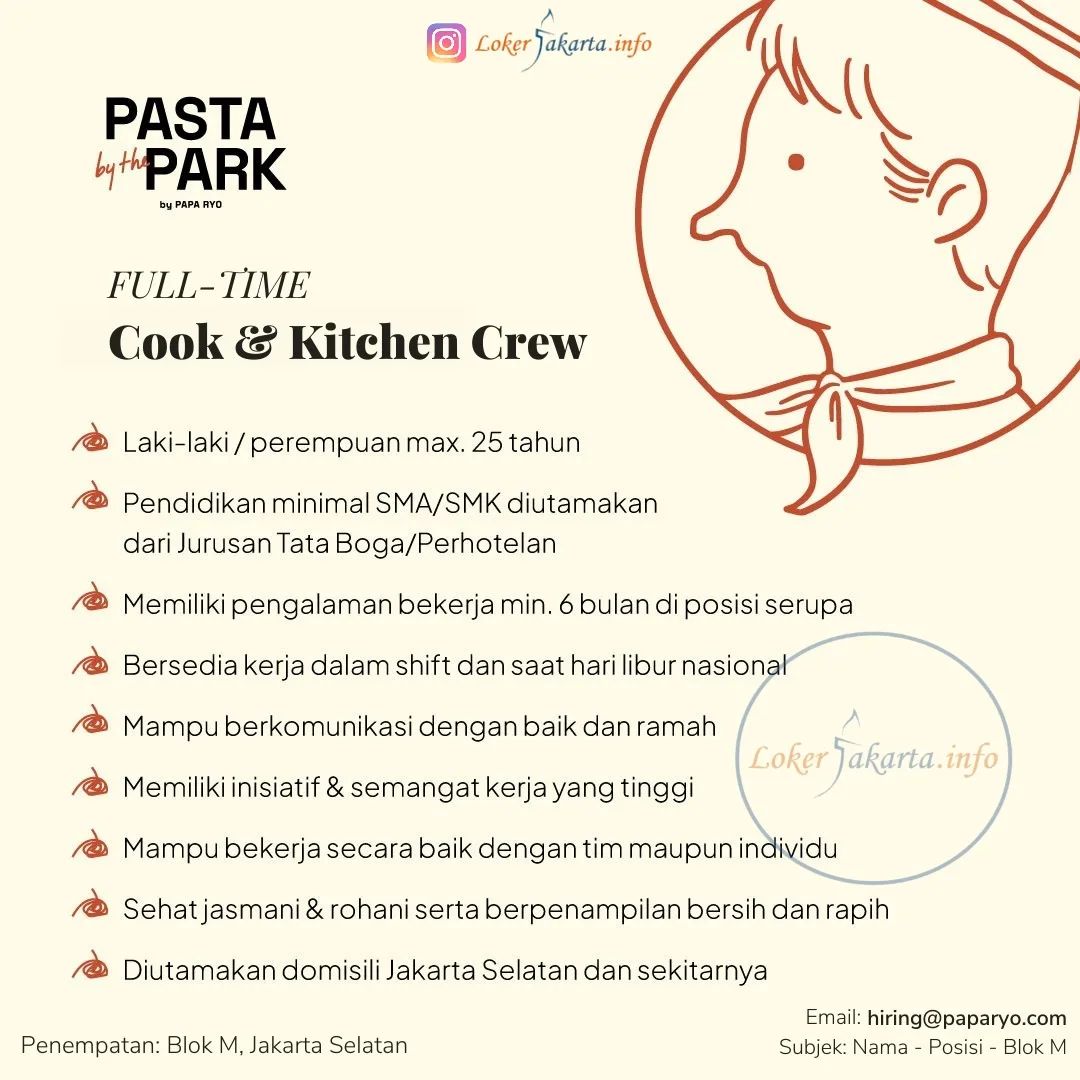 Loker Jakarta.info
PASTA
by the PARK
by PAPA RYO
FULL-TIME
Cook & Kitchen Crew
Laki-laki / perempuan max. 25 tahun
Pendidikan minimal SMA/SMK diutamakan
dari Jurusan Tata Boga/Perhotelan
Memiliki pengalaman bekerja min. 6 bulan di posisi serupa
Bersedia kerja dalam shift dan saat hari libur nasional
Mampu berkomunikasi dengan baik dan ramah
Loker Jakarta.info
Memiliki inisiatif & semangat kerja yang tinggi
Mampu bekerja secara baik dengan tim maupun individu
Sehat jasmani & rohani serta berpenampilan bersih dan rapih
Diutamakan domisili Jakarta Selatan dan sekitarnya
Email: hiring@paparyo.com
Penempatan: Blok M, Jakarta Selatan
Subjek: Nama - Posisi - Blok M